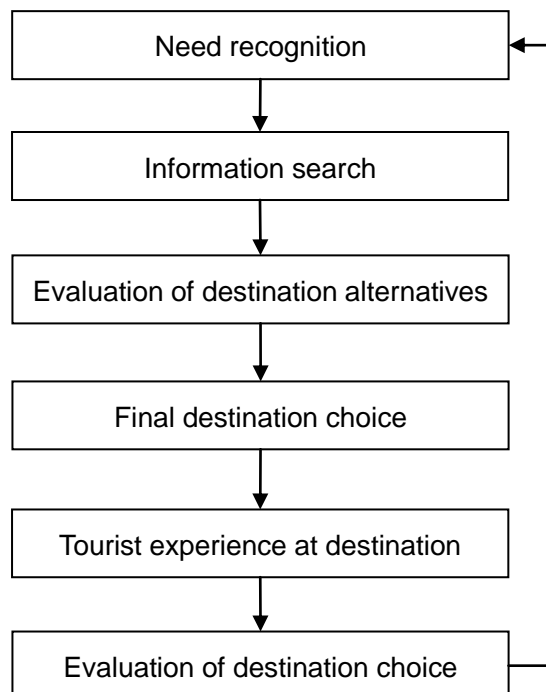 Need recognition
Information search
Evaluation of destination alternatives
Final destination choice
Tourist experience at destination
Evaluation of destination choice